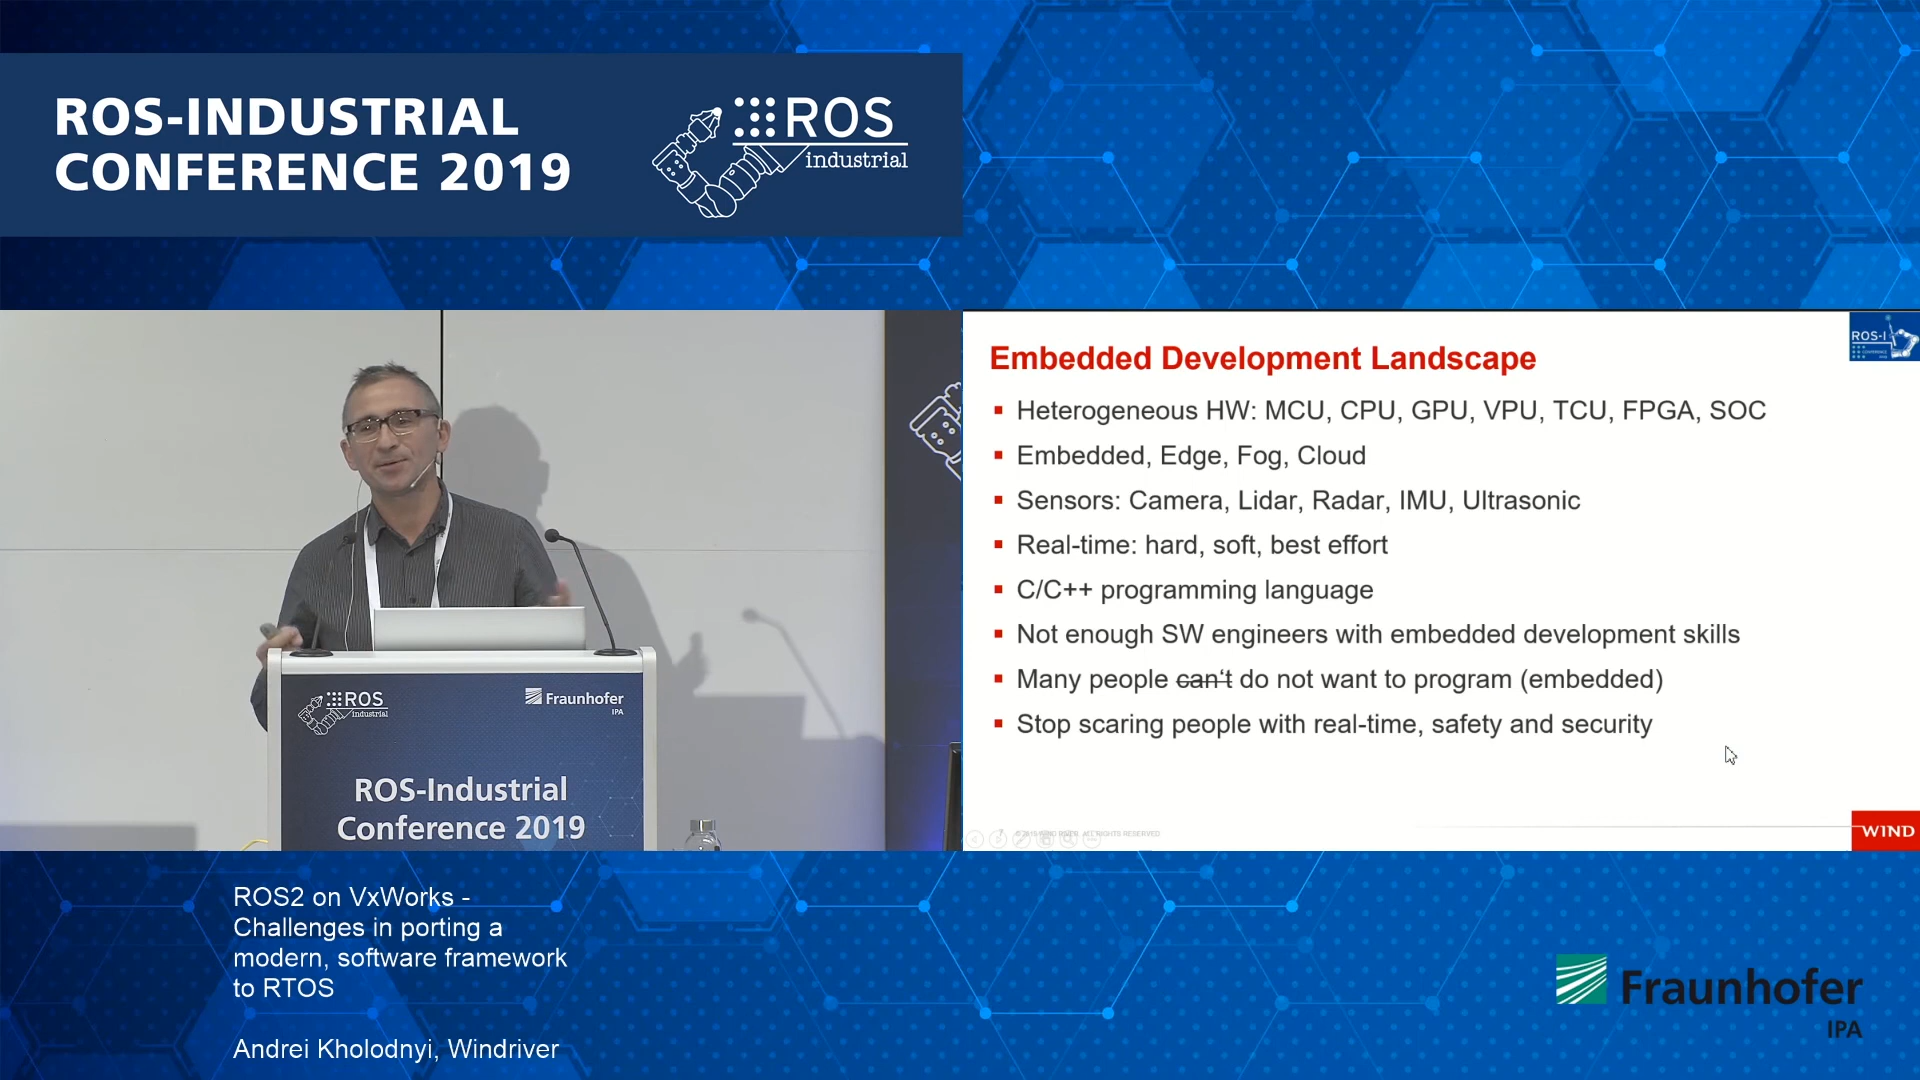 ROS-INDUSTRIAL
CONFERENCE 2019
ROS
industrial
ROS-I
Embedded Development Landscape
▪ Heterogeneous HW: MCU, CPU, GPU, VPU, TCU, FPGA, SOC
▪ Embedded, Edge, Fog, Cloud
▪ Sensors: Camera, Lidar, Radar, IMU, Ultrasonic
▪ Real-time: hard, soft, best effort
▪ C/C++ programming language
▪ Not enough SW engineers with embedded development skills
▪ Many people can't do not want to program (embedded)
▪ Stop scaring people with real-time, safety and security
WIND
ROS
industrial
Fraunhofer
IPA
ROS-Industrial
Conference 2019
ROS2 on VxWorks -
Challenges in porting a
modern, software framework
to RTOS
Andrei Kholodnyi, Windriver
Fraunhofer
IPA